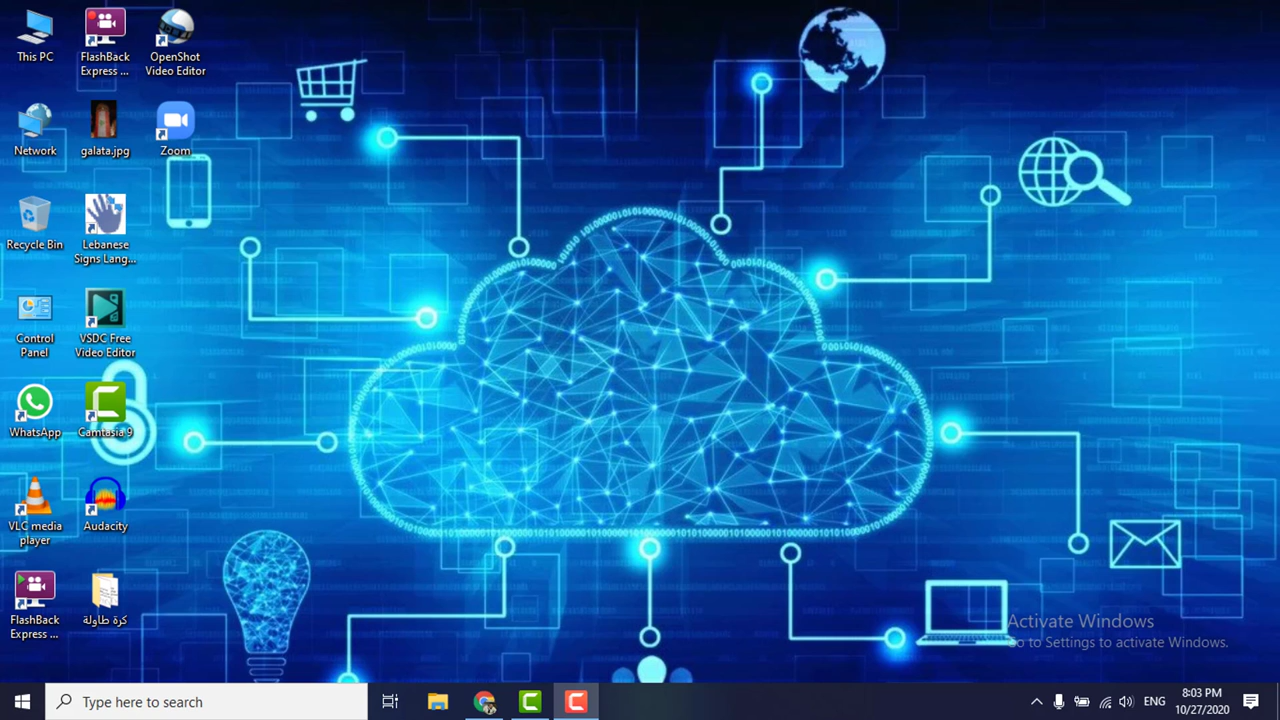 This PC
FlashBack
Express ...
OpenShot
Video Editor
Network
galata.jpg
Zoom
Recycle Bin
Lebanese
Signs Lang...
Control
Panel
VSDC Free
Video Editor
WhatsApp
Camtasia 9
VLC media
player
Audacity
FlashBack
Express ...
كرة طاولة
Activate Windows
Go to Settings to activate Windows.
Type here to search
ENG
8:03 PM
10/27/2020